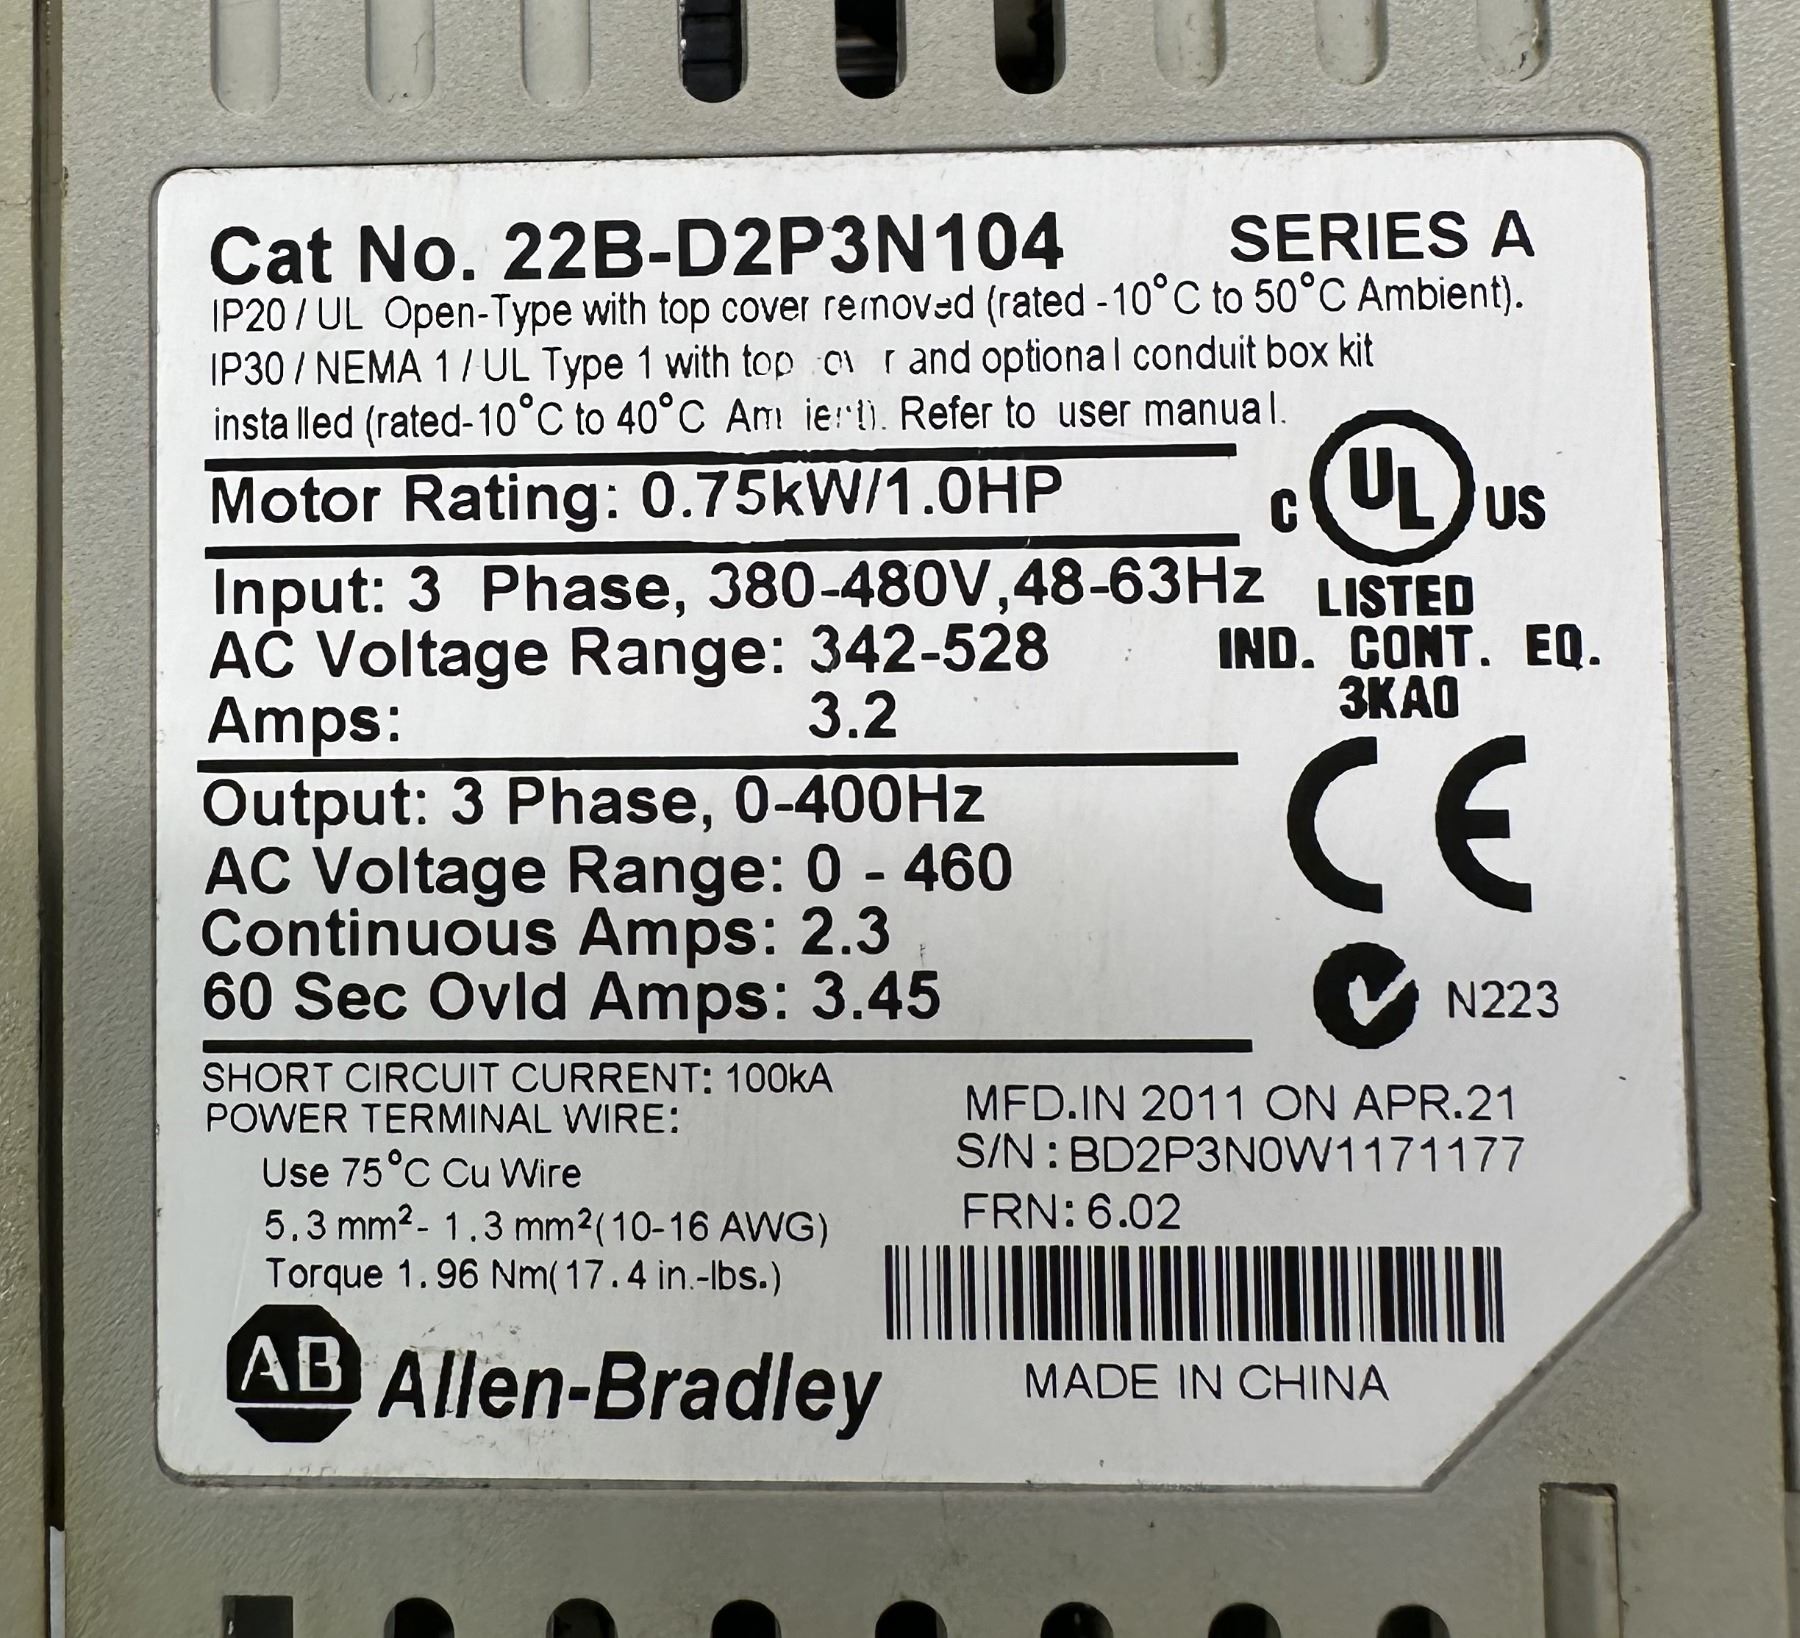 Cat No. 22B-D2P3N104 SERIES A
IP20 / UL Open-Type with top cover removed (rated -10°C to 50°C Ambient).
IP30 / NEMA 1 / UL Type 1 with top and optional conduit box kit
installed (rated-10°C to 40°C Refer to user manual.
Motor Rating: 0.75kW/1.0HP
C UL US
LISTED
IND. CONT. EQ.
3KA0
Input: 3 Phase, 380-480V,48-63Hz
AC Voltage Range: 342-528
Amps: 3.2
CE
Output: 3 Phase, 0-400Hz
AC Voltage Range: 0 - 460
Continuous Amps: 2.3
60 Sec Ovld Amps: 3.45
N223
SHORT CIRCUIT CURRENT: 100kA
POWER TERMINAL WIRE:
Use 75°C Cu Wire
5.3 mm²- 1.3 mm²(10-16 AWG)
Torque 1.96 Nm(17.4 in.-lbs.)
MFD.IN 2011 ON APR.21
S/N : BD2P3N0W1171177
FRN: 6.02
MADE IN CHINA
AB Allen-Bradley